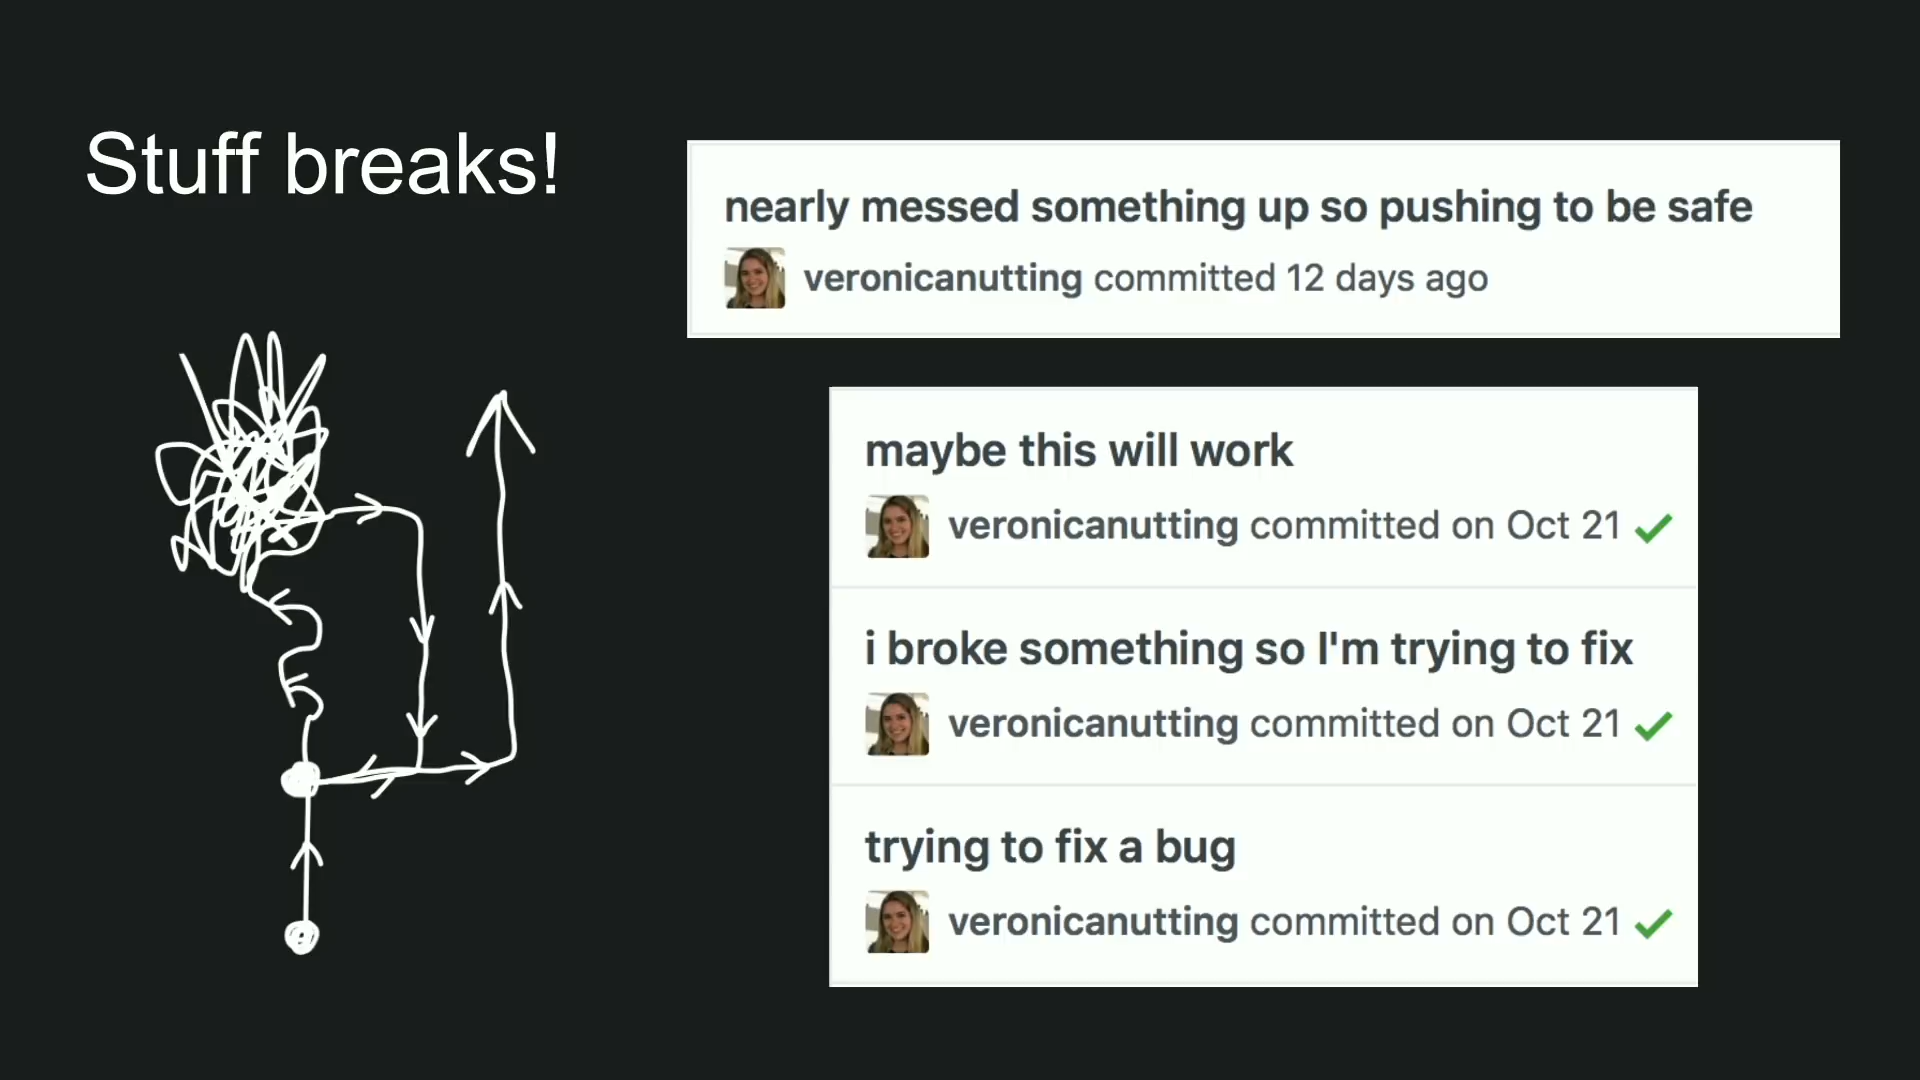 Stuff breaks!
nearly messed something up so pushing to be safe
veronicanutting committed 12 days ago
maybe this will work
veronicanutting committed on Oct 21
i broke something so I'm trying to fix
veronicanutting committed on Oct 21
trying to fix a bug
veronicanutting committed on Oct 21